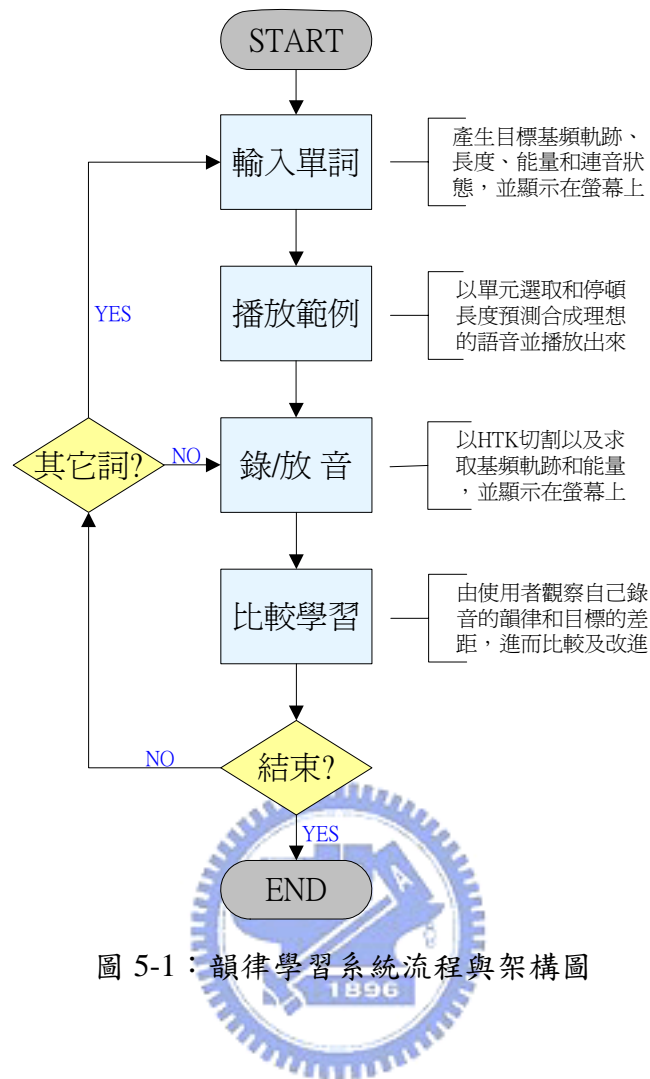 START
輸入單詞
產生目標基頻軌跡、
長度、能量和連音狀
態，並顯示在螢幕上
YES
播放範例
以單元選取和停頓
長度預測合成理想
的語音並播放出來
其它詞?
NO
錄/放 音
以HTK切割以及求
取基頻軌跡和能量
，並顯示在螢幕上
比較學習
由使用者觀察自己錄
音的韻律和目標的差
距，進而比較及改進
NO
結束?
YES
END
圖 5-1：韻律學習系統流程與架構圖
1896